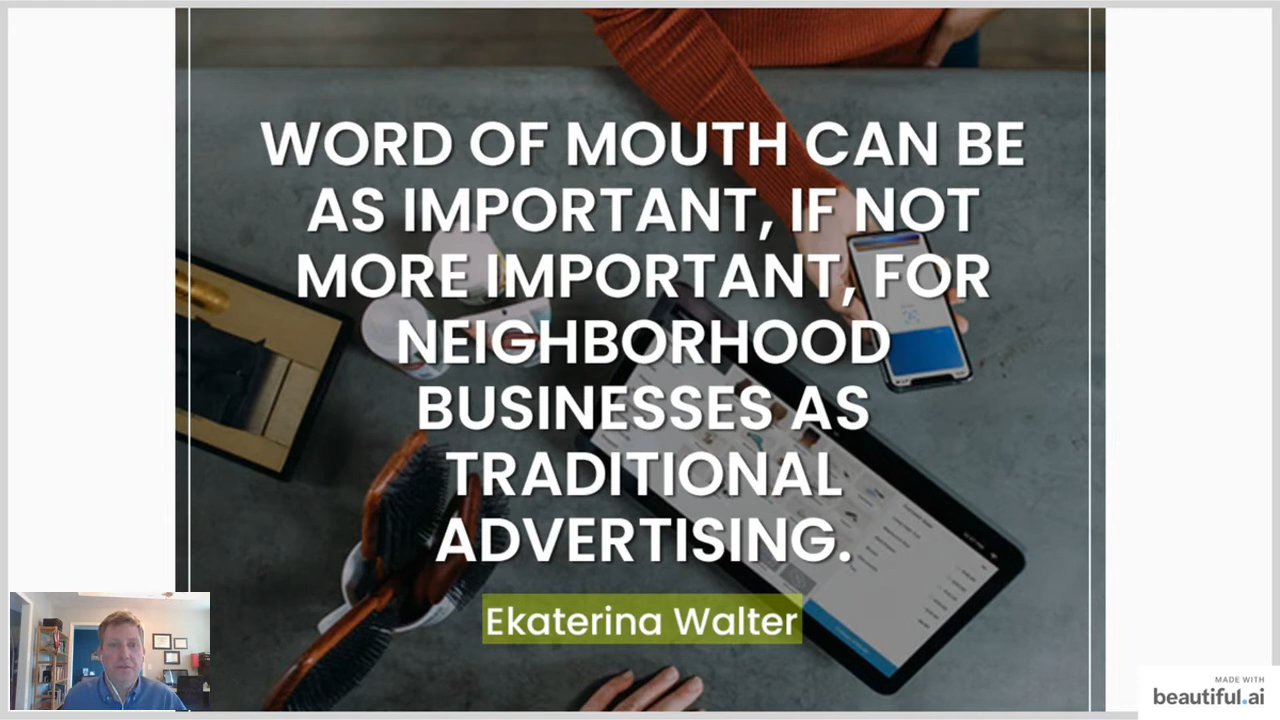 WORD OF MOUTH CAN BE
AS IMPORTANT, IF NOT
MORE IMPORTANT, FOR
NEIGHBORHOOD
BUSINESSES AS
TRADITIONAL
ADVERTISING.
Ekaterina Walter
MADE WITH
beautiful.ai